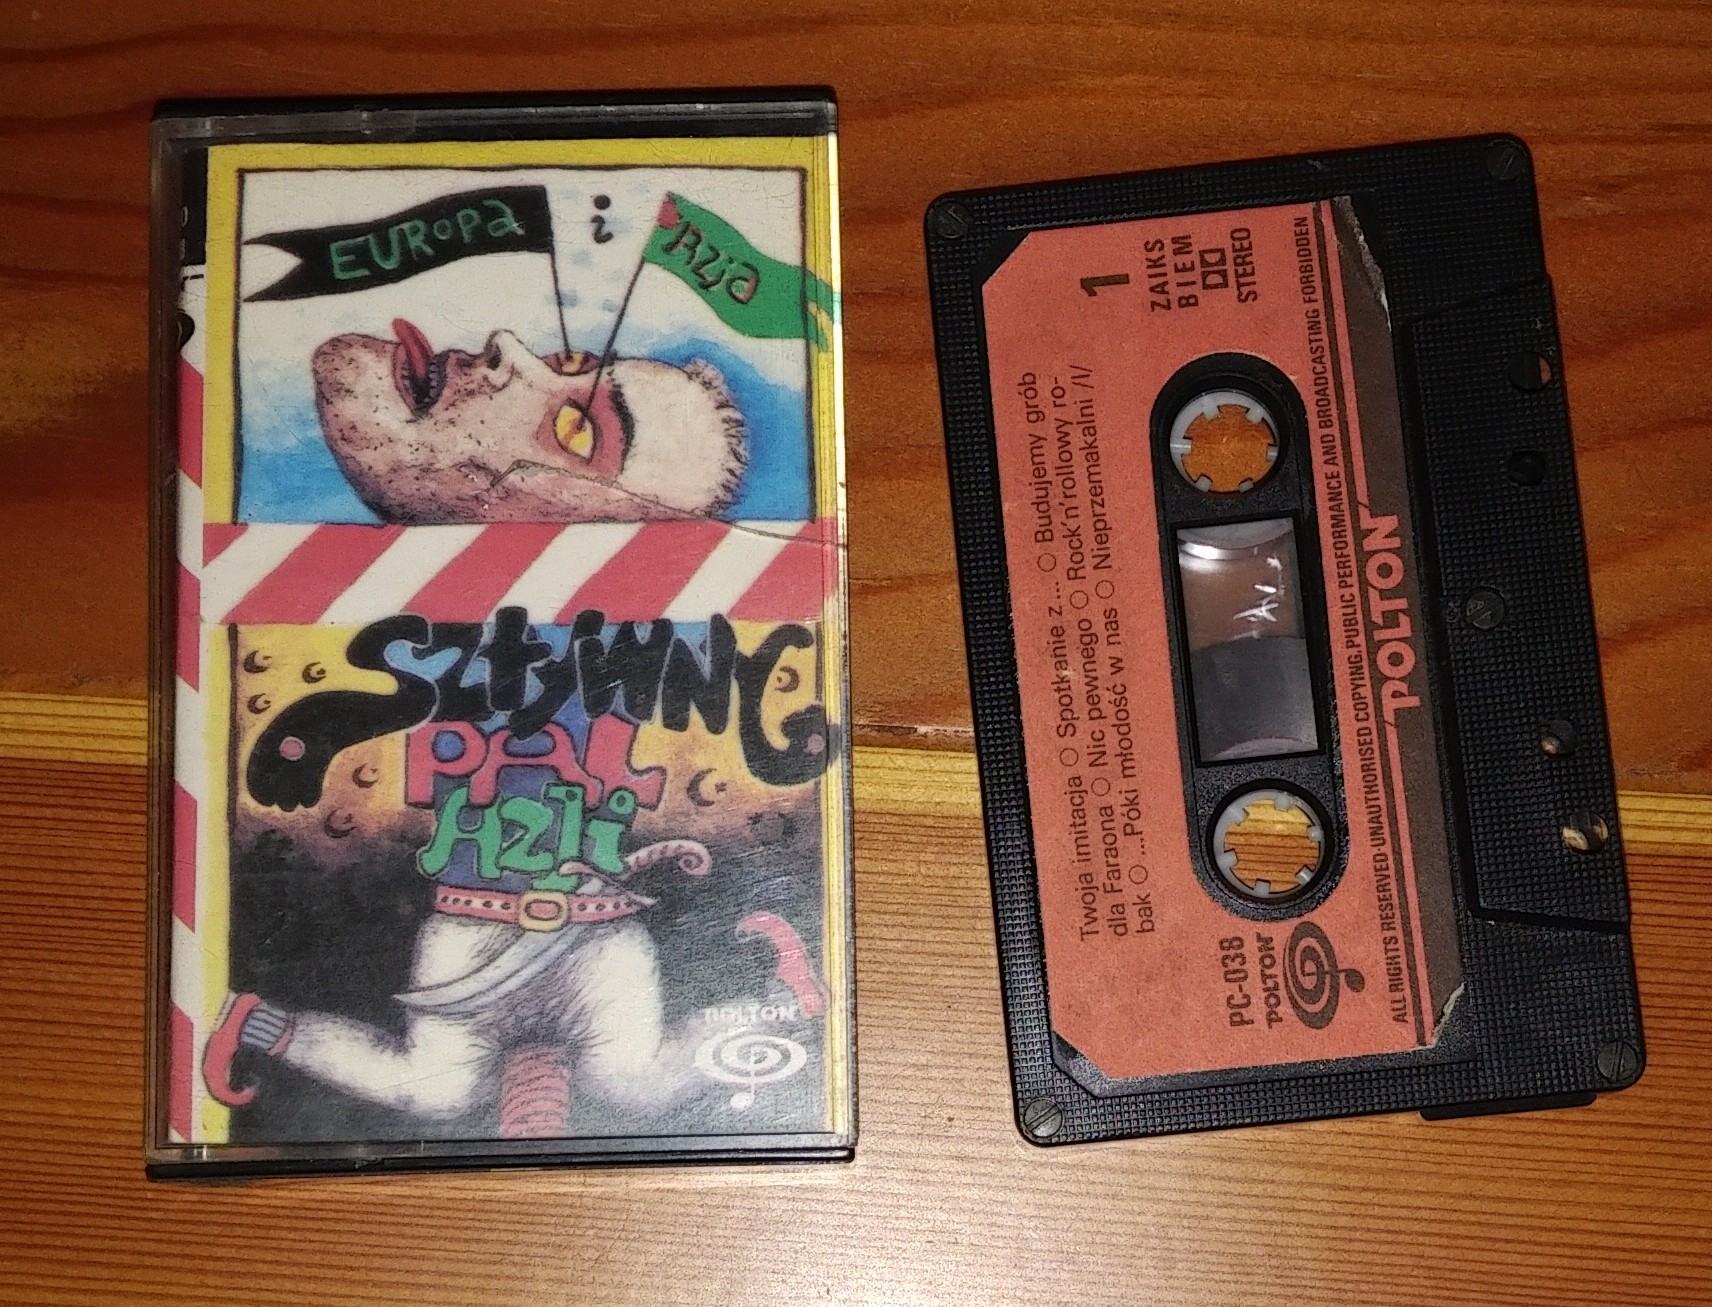 EUROPA
i
Azja
SZtYWNY
PAL
AZJi
POLTON
1
ZAIKS
BIEM
STEREO
Twoja imitacja ○ Spotkanie z... ○ Budujemy grób
dla Faraona ○ Nic pewnego ○ Rock'n'rollowy ro-
bak ○ ...Póki młodość w nas ○ Nieprzemakalni /I/
PC-038
POLTON
ALL RIGHTS RESERVED-UNAUTHORISED COPYING,PUBLIC PERFORMANCE AND BROADCASTING FORBIDDEN
POLTON